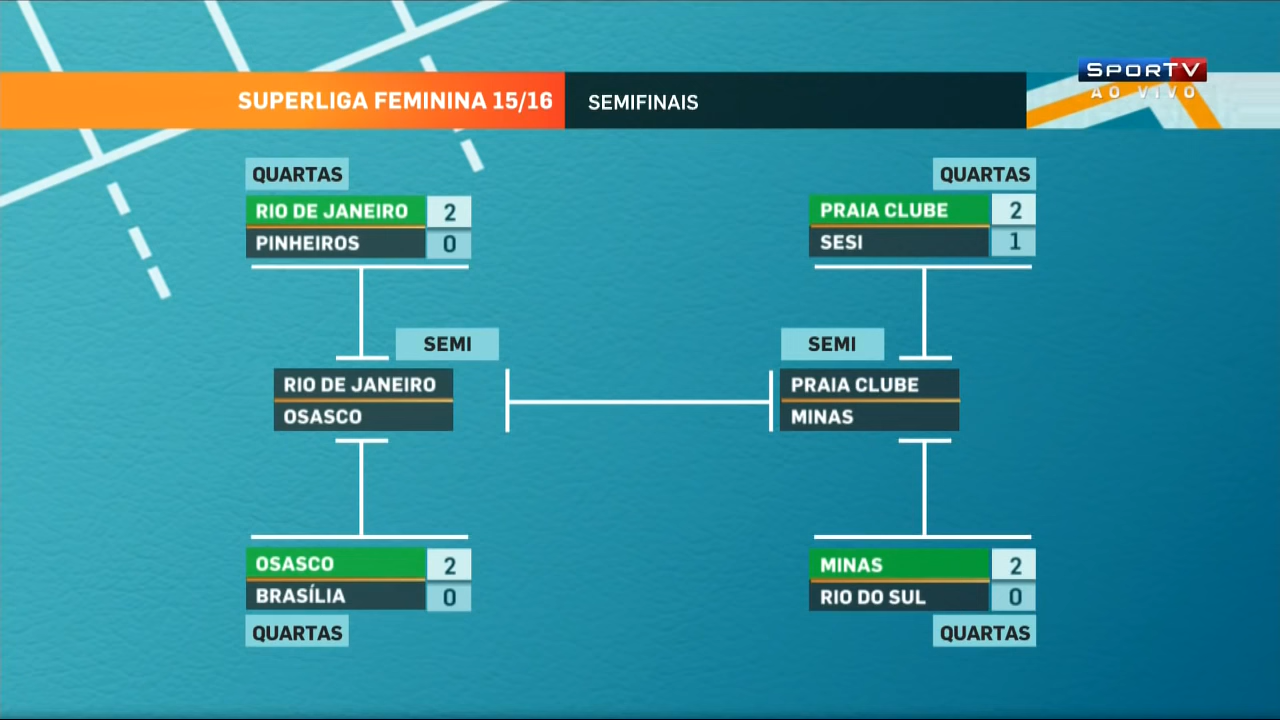 SPORTV
AO VIVO
SUPERLIGA FEMININA 15/16
SEMIFINAIS
QUARTAS
RIO DE JANEIRO 2
PINHEIROS 0
QUARTAS
PRAIA CLUBE 2
SESI 1
SEMI
RIO DE JANEIRO
OSASCO
SEMI
PRAIA CLUBE
MINAS
OSASCO 2
BRASÍLIA 0
QUARTAS
MINAS 2
RIO DO SUL 0
QUARTAS